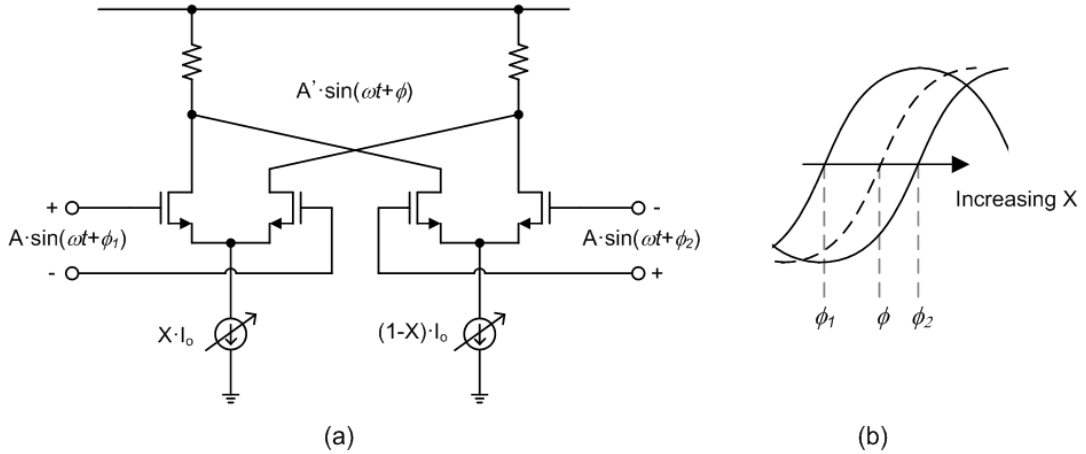 A'·sin(ωt+ϕ)
+
A·sin(ωt+ϕ₁)
-
-
A·sin(ωt+ϕ₂)
+
X·Iₒ
(1-X)·Iₒ
(a)
Increasing X
ϕ₁
ϕ
ϕ₂
(b)